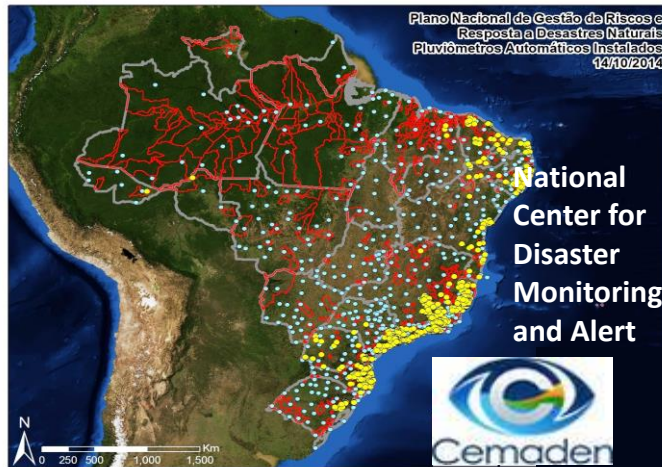 Plano Nacional de Gestão de Riscos e
Resposta a Desastres Naturais
Pluviômetros Automáticos Instalados
14/10/2014
National
Center for
Disaster
Monitoring
and Alert
Cemaden
N
Km
0 250 500 1,000 1,500